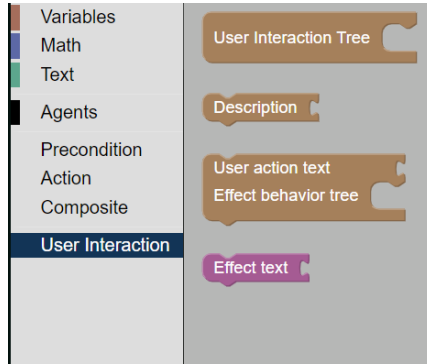 Variables
Math
Text
Agents
Precondition
Action
Composite
User Interaction
User Interaction Tree
Description
User action text
Effect behavior tree
Effect text